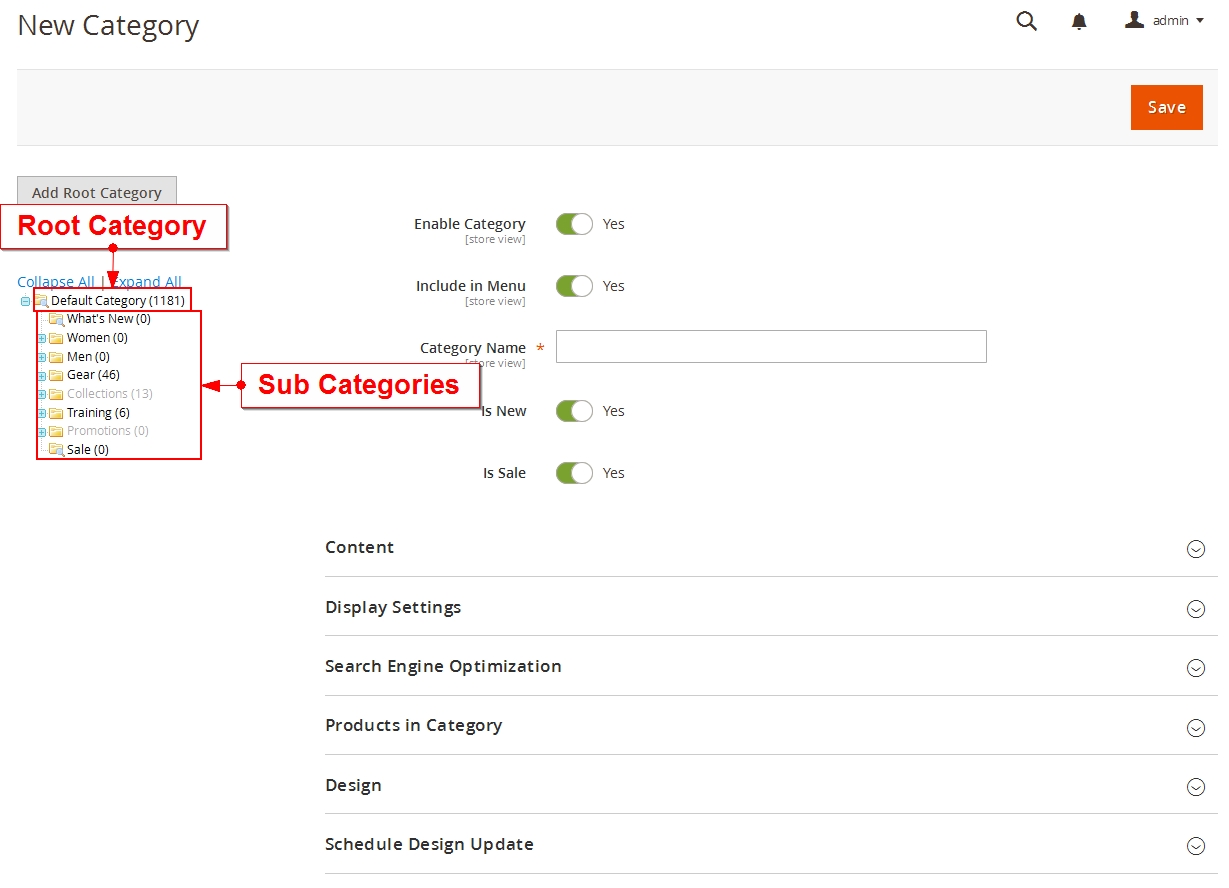 New Category
admin
Save
Add Root Category
Root Category
Collapse All | Expand All
Default Category (1181)
What's New (0)
Women (0)
Men (0)
Gear (46)
Collections (13)
Training (6)
Promotions (0)
Sale (0)
Sub Categories
Enable Category
[store view]
Yes
Include in Menu
[store view]
Yes
Category Name *
[store view]
Is New
Yes
Is Sale
Yes
Content
Display Settings
Search Engine Optimization
Products in Category
Design
Schedule Design Update